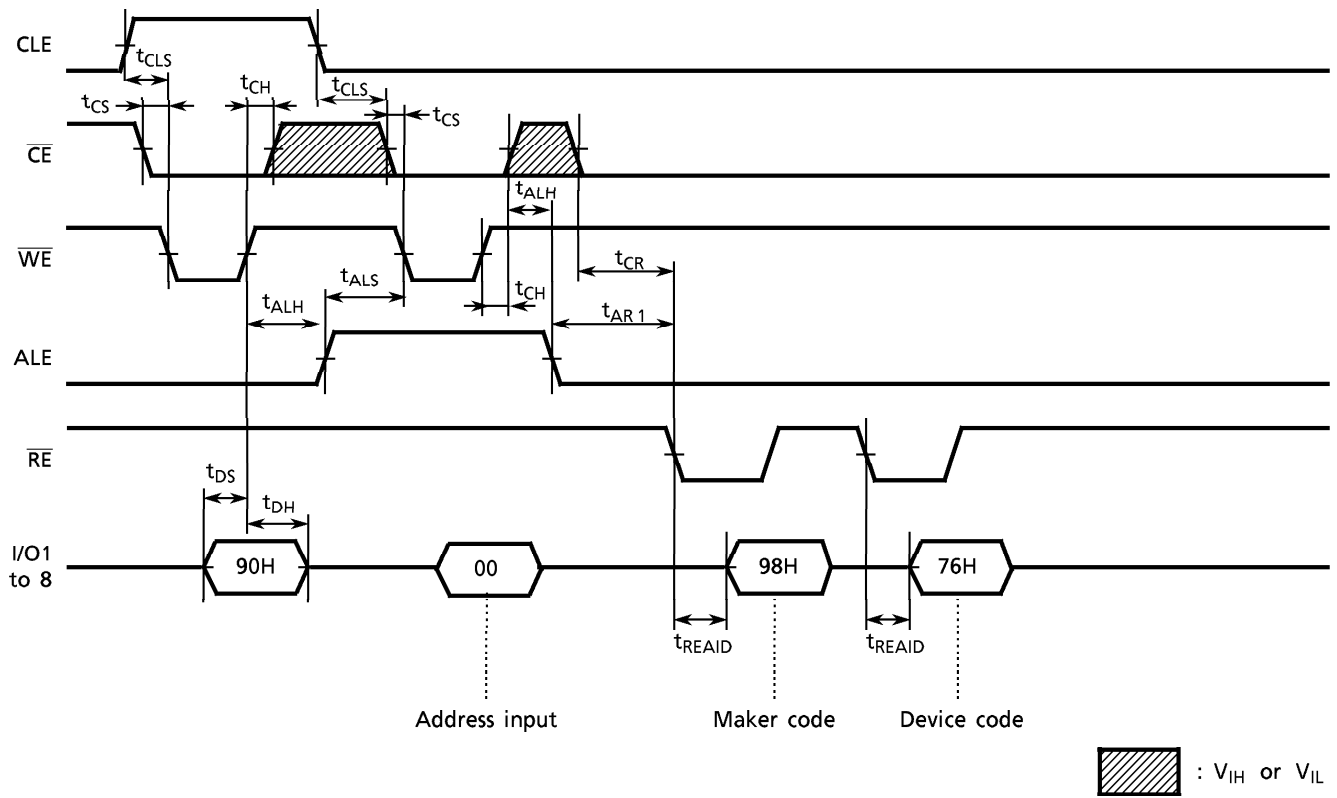 CLE
tCLS
tCS
tCH
tCLS
tCS
CE
tALH
WE
tCR
tALS
tCH
tALH
tAR 1
ALE
RE
tDS
tDH
I/O1
to 8
90H
00
98H
76H
tREAID
tREAID
Address input
Maker code
Device code
: VIH or VIL